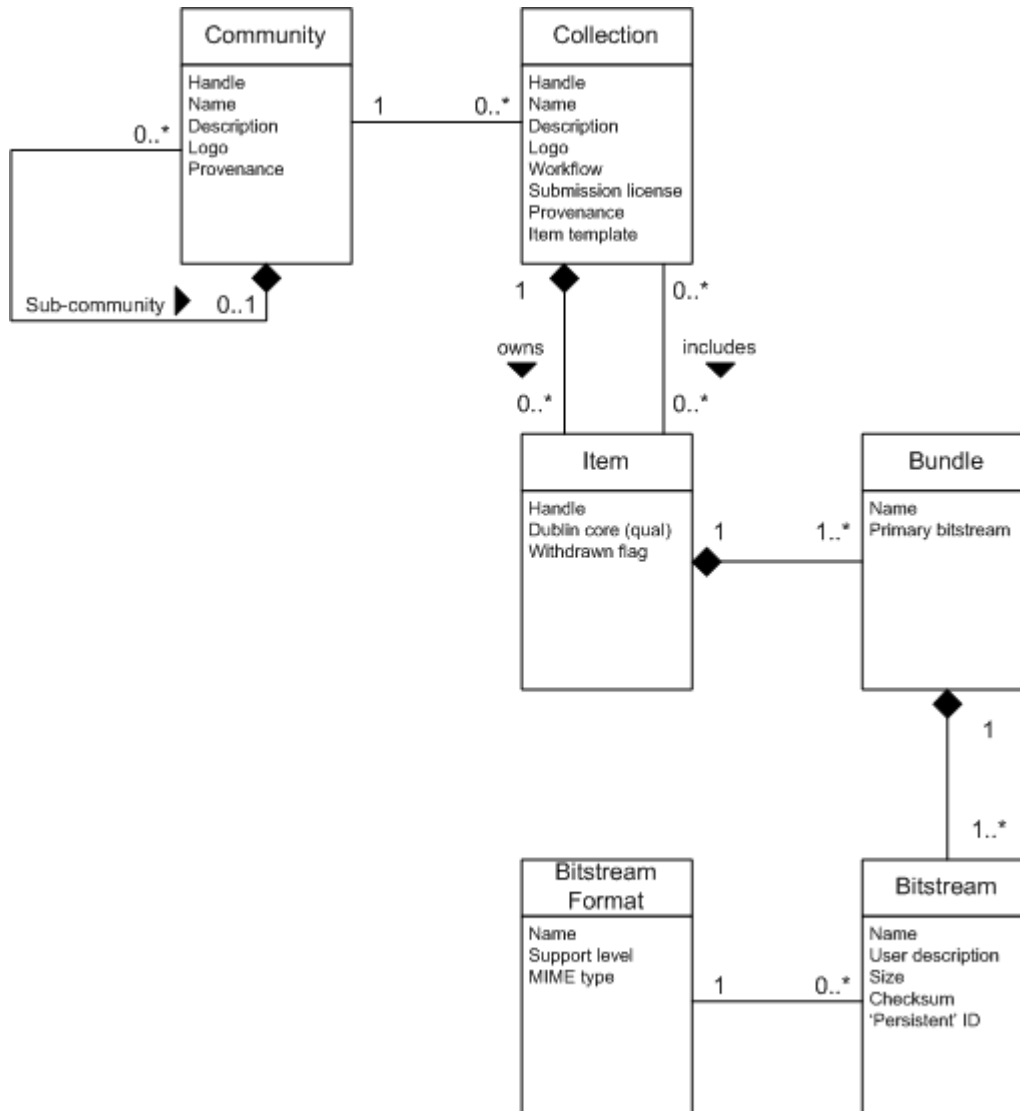 Community
Handle
Name
Description
Logo
Provenance
1
0..*
Collection
Handle
Name
Description
Logo
Workflow
Submission license
Provenance
Item template
0..*
Sub-community
0..1
1
0..*
owns
includes
0..*
0..*
Item
Handle
Dublin core (qual)
Withdrawn flag
1
1..*
Bundle
Name
Primary bitstream
1
1..*
Bitstream
Format
Name
Support level
MIME type
1
0..*
Bitstream
Name
User description
Size
Checksum
‘Persistent’ ID